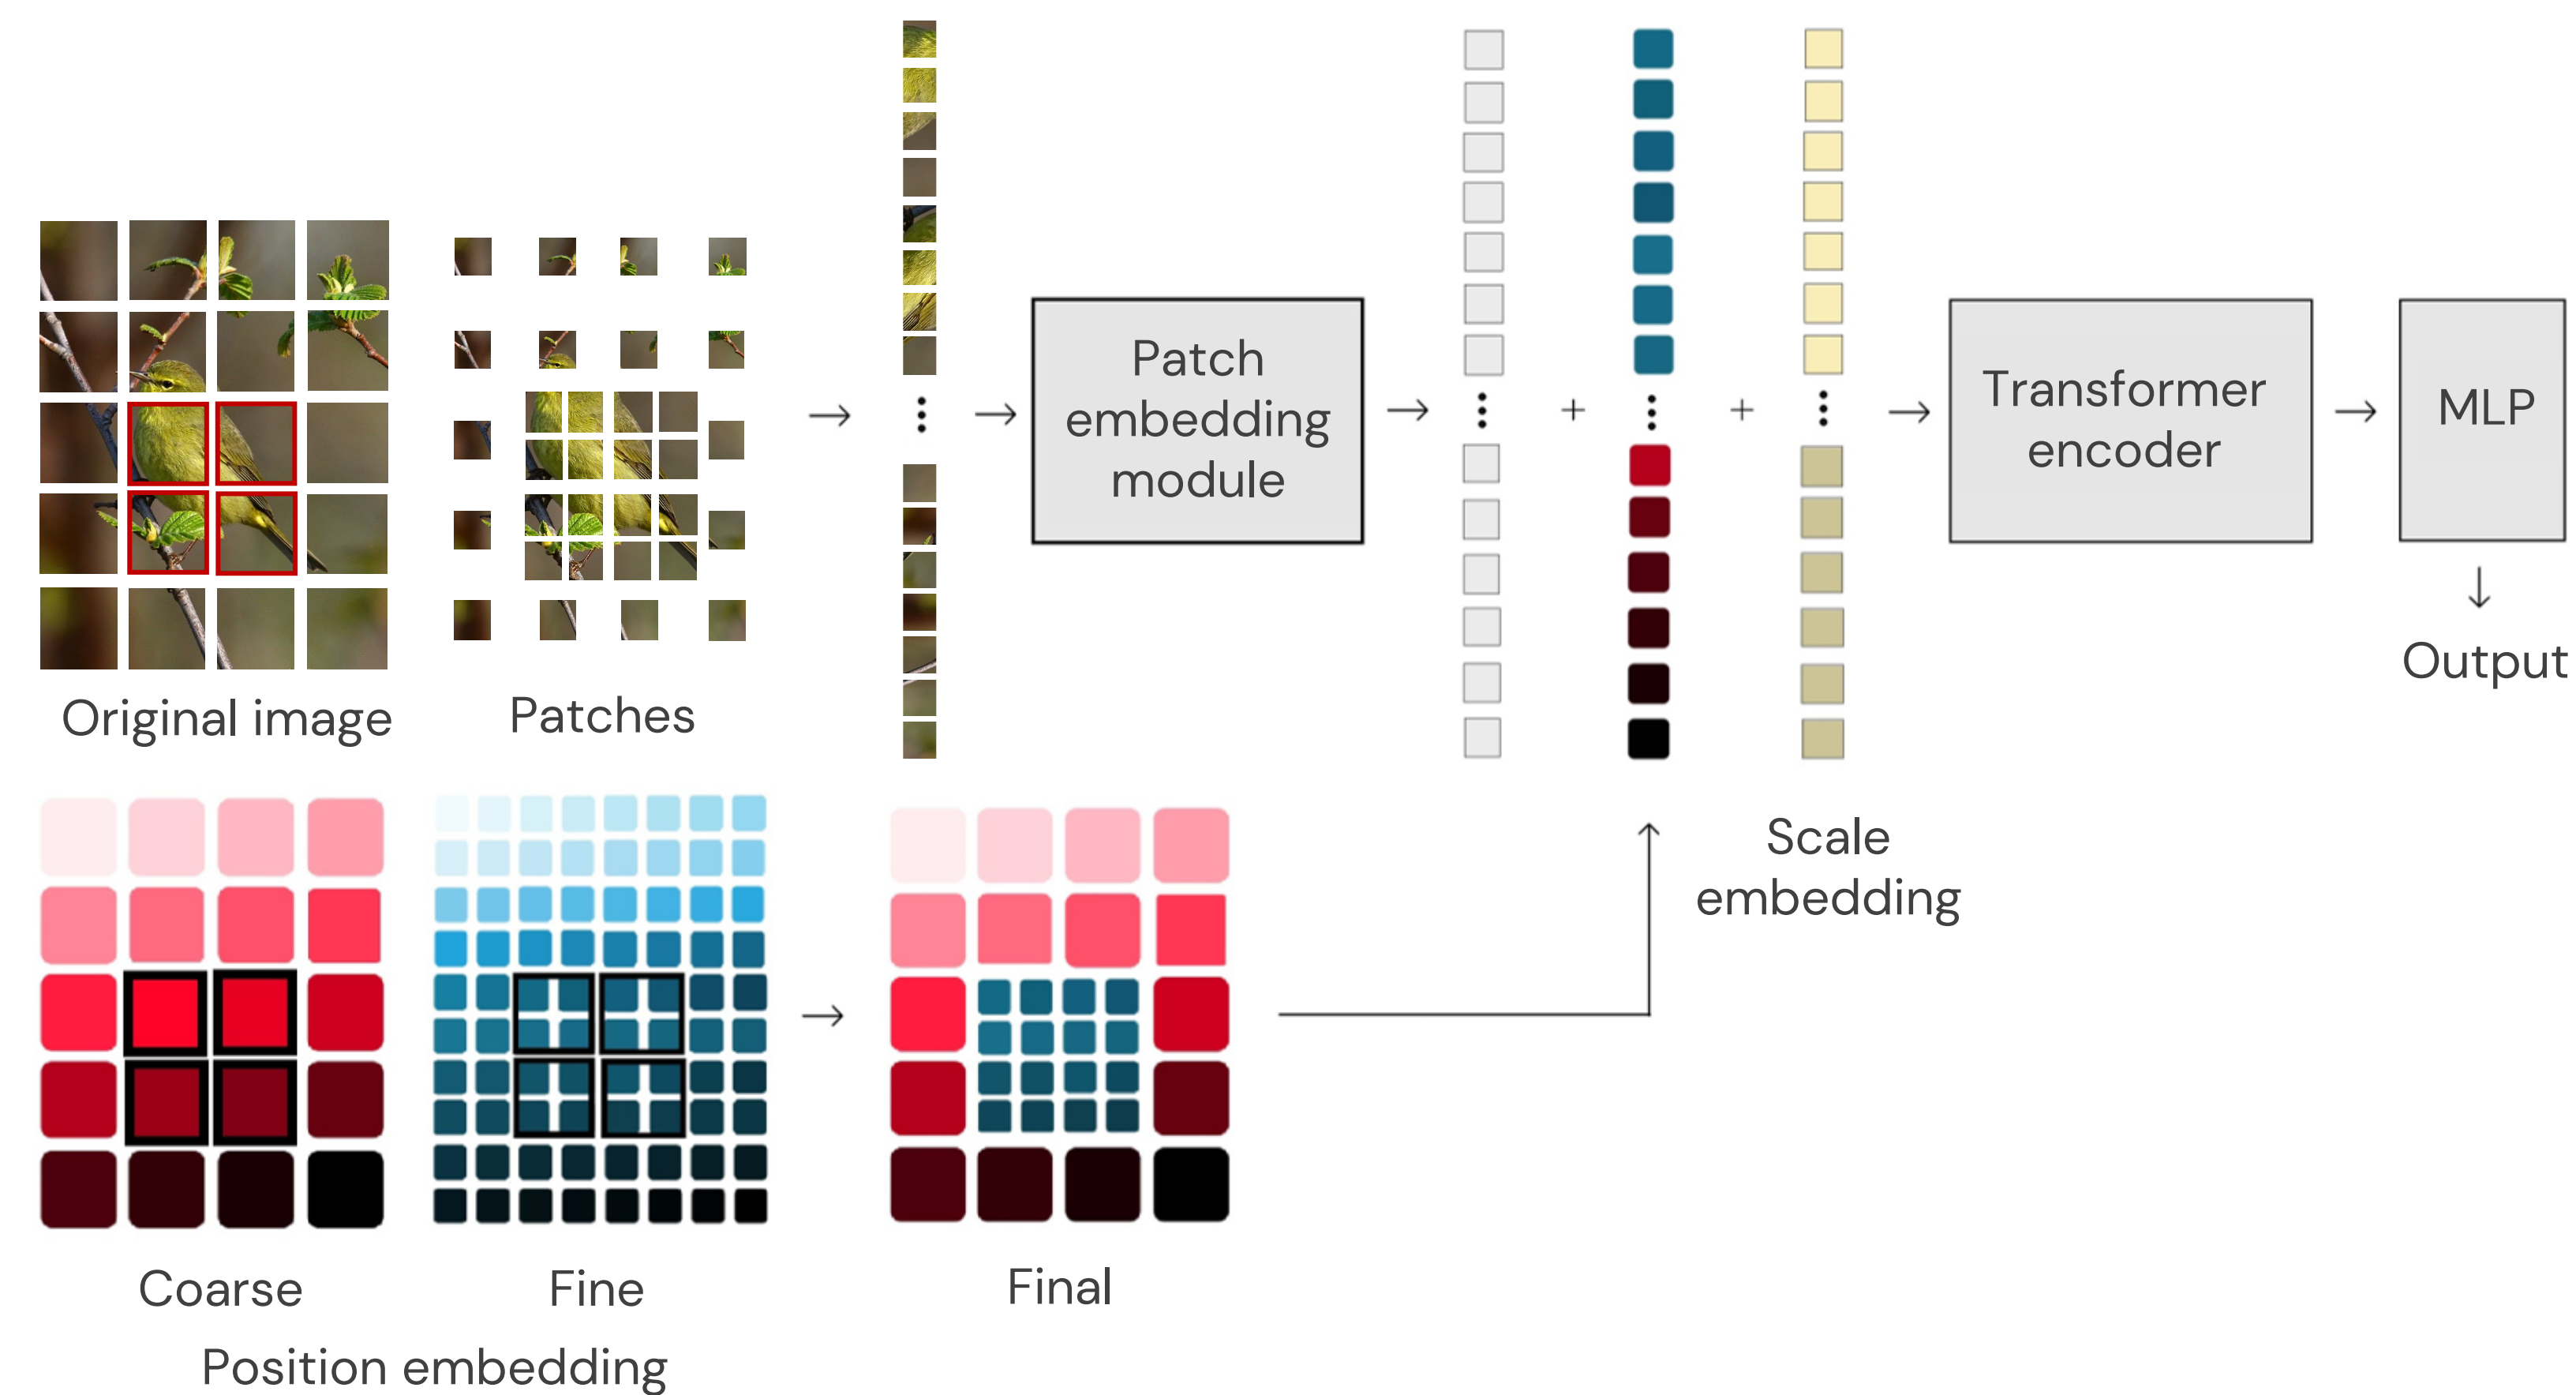 Original image
Patches
Patch
embedding
module
+
+
Transformer
encoder
MLP
Output
Scale
embedding
Coarse
Fine
Final
Position embedding